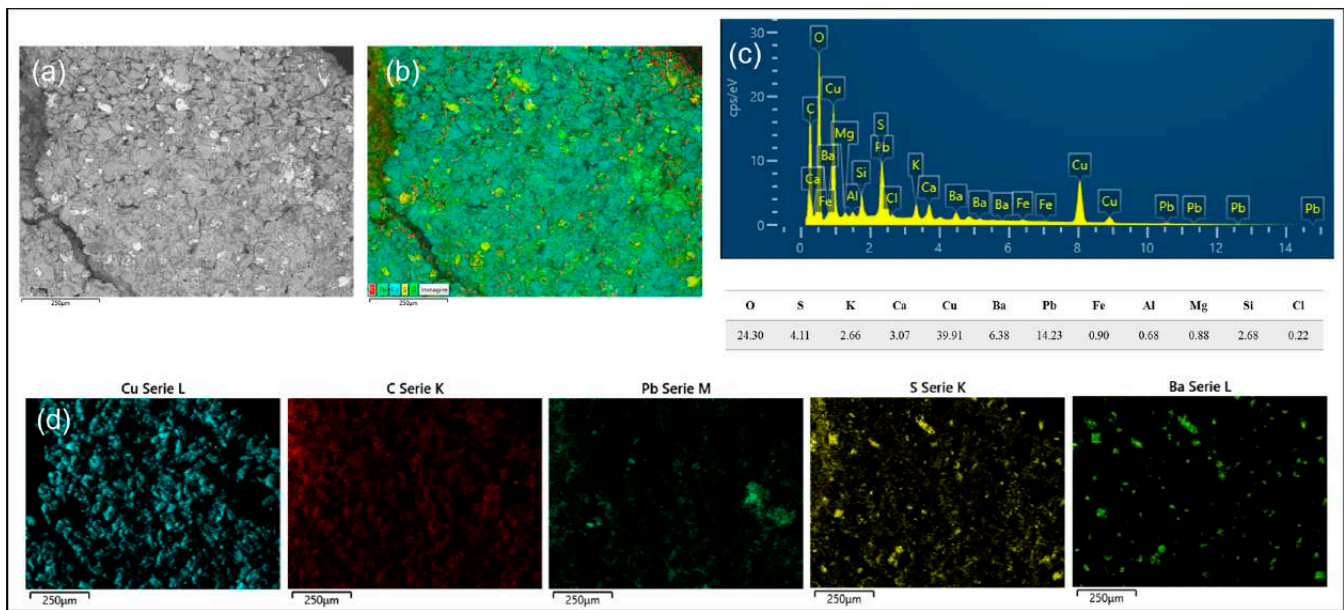 (a)
250μm
(b)
Immagine
250μm
(c)
cps/eV
30
20
10
0
O
C
Cu
S
Mg
Pb
Ba
Si
K
Ca
Ca
Al
Cl
Fe
Ba
Ba
Ba
Fe
Fe
Cu
Cu
Pb
Pb
Pb
Pb
0 2 4 6 8 10 12 14
O S K Ca Cu Ba Pb Fe Al Mg Si Cl
24.30 4.11 2.66 3.07 39.91 6.38 14.23 0.90 0.68 0.88 2.68 0.22
Cu Serie L C Serie K Pb Serie M S Serie K Ba Serie L
(d)
250μm 250μm 250μm 250μm 250μm